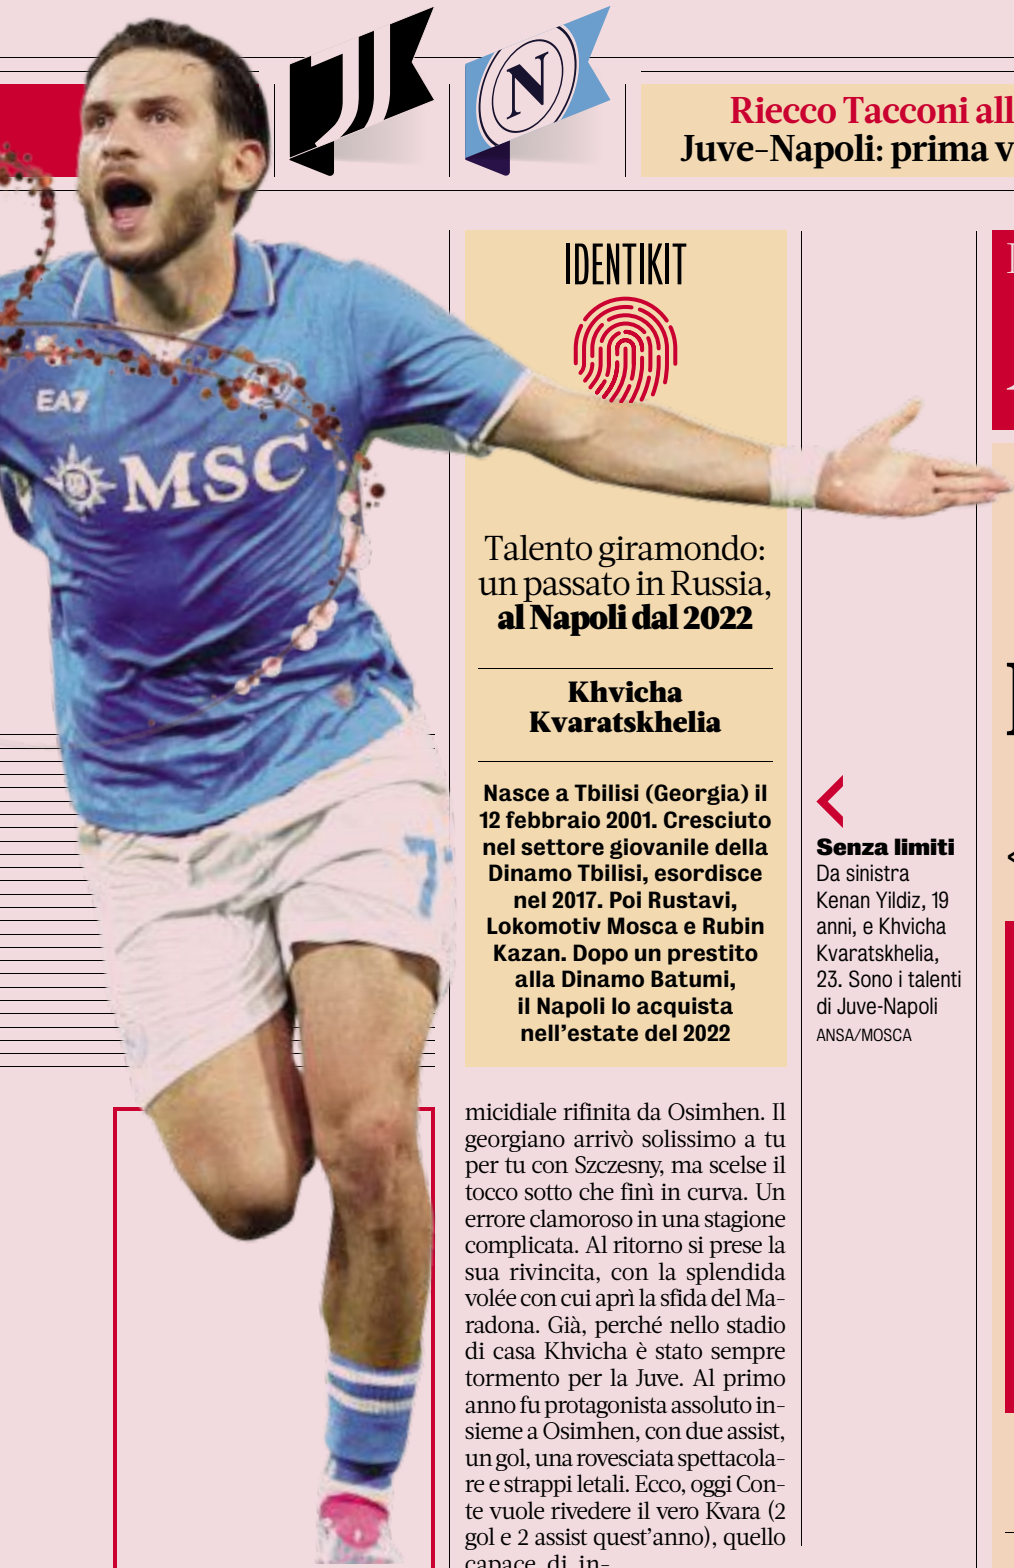 N
Riecco Tacconi all
Juve-Napoli: prima v
EA7
MSC
7
IDENTIKIT
Talento giramondo:
un passato in Russia,
al Napoli dal 2022
Khvicha
Kvaratskhelia
Nasce a Tbilisi (Georgia) il
12 febbraio 2001. Cresciuto
nel settore giovanile della
Dinamo Tbilisi, esordisce
nel 2017. Poi Rustavi,
Lokomotiv Mosca e Rubin
Kazan. Dopo un prestito
alla Dinamo Batumi,
il Napoli lo acquista
nell'estate del 2022
micidiale rifinita da Osimhen. Il
georgiano arrivò solissimo a tu
per tu con Szczesny, ma scelse il
tocco sotto che finì in curva. Un
errore clamoroso in una stagione
complicata. Al ritorno si prese la
sua rivincita, con la splendida
volée con cui aprì la sfida del Ma-
radona. Già, perché nello stadio
di casa Khvicha è stato sempre
tormento per la Juve. Al primo
anno fu protagonista assoluto in-
sieme a Osimhen, con due assist,
un gol, una rovesciata spettacola-
re e strappi letali. Ecco, oggi Con-
te vuole rivedere il vero Kvara (2
gol e 2 assist quest'anno), quello
capace di in-
Senza limiti
Da sinistra
Kenan Yildiz, 19
anni, e Khvicha
Kvaratskhelia,
23. Sono i talenti
di Juve-Napoli
ANSA/MOSCA